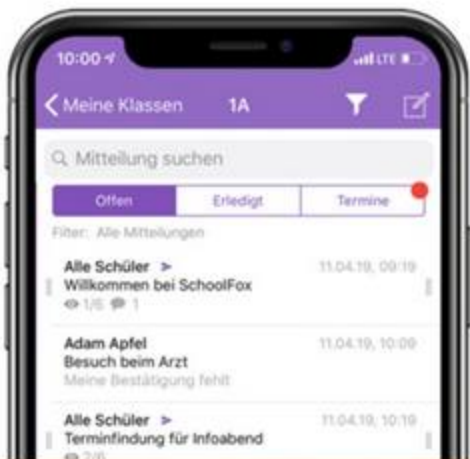 10:00
LTE
Meine Klassen 1A
Mitteilung suchen
Offen Erledigt Termine
Filter: Alle Mitteilungen
Alle Schüler 11.04.19, 09:19
Willkommen bei SchoolFox
1/6 1
Adam Apfel 11.04.19, 10:09
Besuch beim Arzt
Meine Bestätigung fehlt
Alle Schüler 11.04.19, 10:19
Terminfindung für Infoabend
2/6